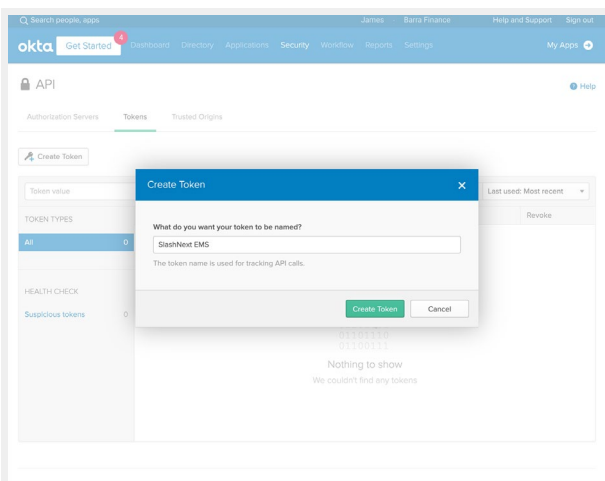 Search people, apps
James
Barra Finance
Help and Support
Sign out
okta
Get Started
4
Dashboard
Directory
Applications
Security
Workflow
Reports
Settings
My Apps
API
Help
Authorization Servers
Tokens
Trusted Origins
Create Token
Token value
Create Token
Last used: Most recent
TOKEN TYPES
Revoke
What do you want your token to be named?
All
0
SlashNext EMS
The token name is used for tracking API calls.
HEALTH CHECK
Create Token
Cancel
Suspicious tokens
0
01101110
01100111
Nothing to show
We couldn't find any tokens